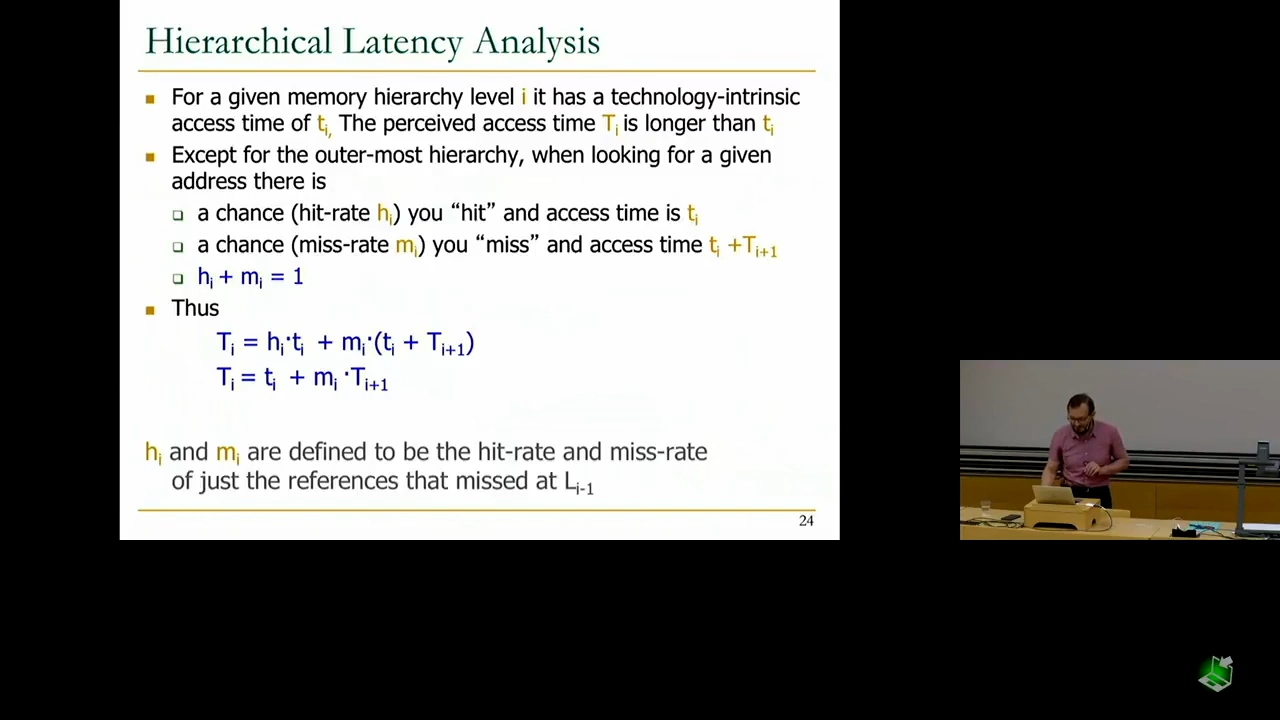 Hierarchical Latency Analysis
For a given memory hierarchy level i it has a technology-intrinsic
access time of ti, The perceived access time Ti is longer than ti
Except for the outer-most hierarchy, when looking for a given
address there is
a chance (hit-rate hi) you “hit” and access time is ti
a chance (miss-rate mi) you “miss” and access time ti +Ti+1
hi + mi = 1
Thus
Ti = hi·ti + mi·(ti + Ti+1)
Ti = ti + mi ·Ti+1
hi and mi are defined to be the hit-rate and miss-rate
of just the references that missed at Li-1
24